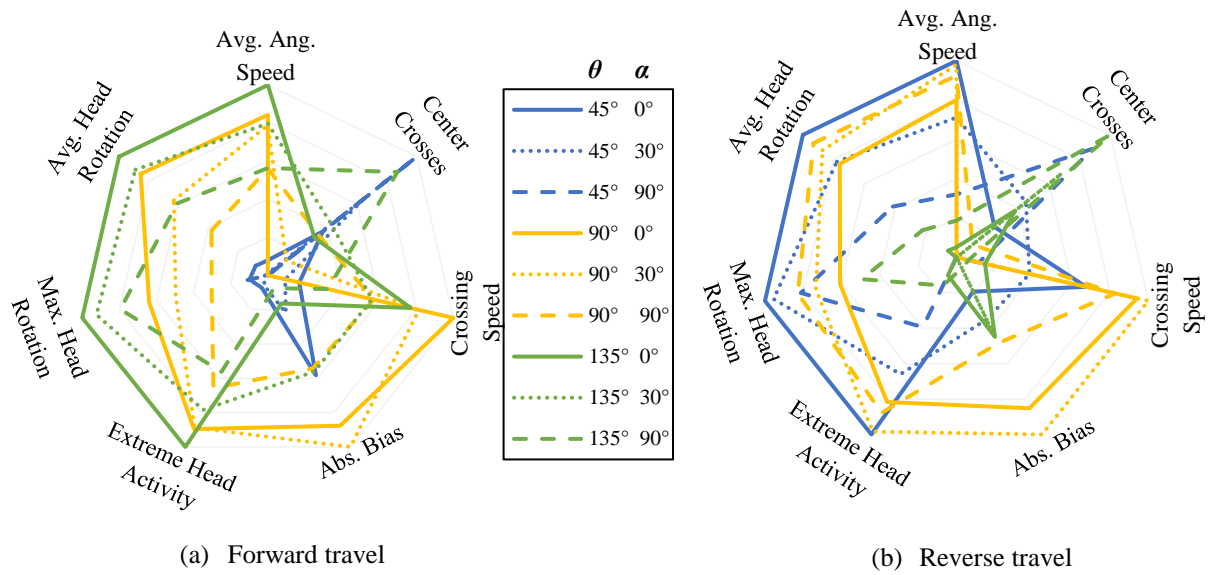 Avg. Ang.
Speed
Center
Crosses
Crossing
Speed
Abs. Bias
Extreme Head
Activity
Max. Head
Rotation
Avg. Head
Rotation
θ α
45° 0°
45° 30°
45° 90°
90° 0°
90° 30°
90° 90°
135° 0°
135° 30°
135° 90°
Avg. Ang.
Speed
Center
Crosses
Crossing
Speed
Abs. Bias
Extreme Head
Activity
Max. Head
Rotation
Avg. Head
Rotation
(a) Forward travel
(b) Reverse travel